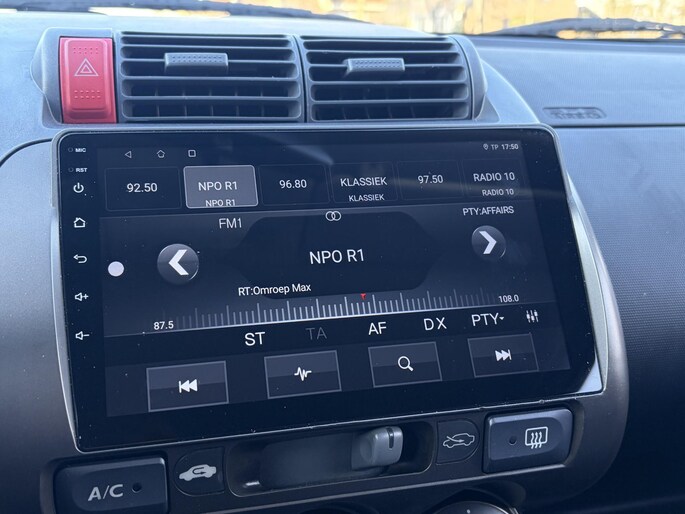 MIC
RST
TP 17:50
92.50
NPO R1
NPO R1
96.80
KLASSIEK
KLASSIEK
97.50
RADIO 10
RADIO 10
FM1
PTY:AFFAIRS
NPO R1
RT:Omroep Max
87.5
108.0
ST TA AF DX PTY
A/C